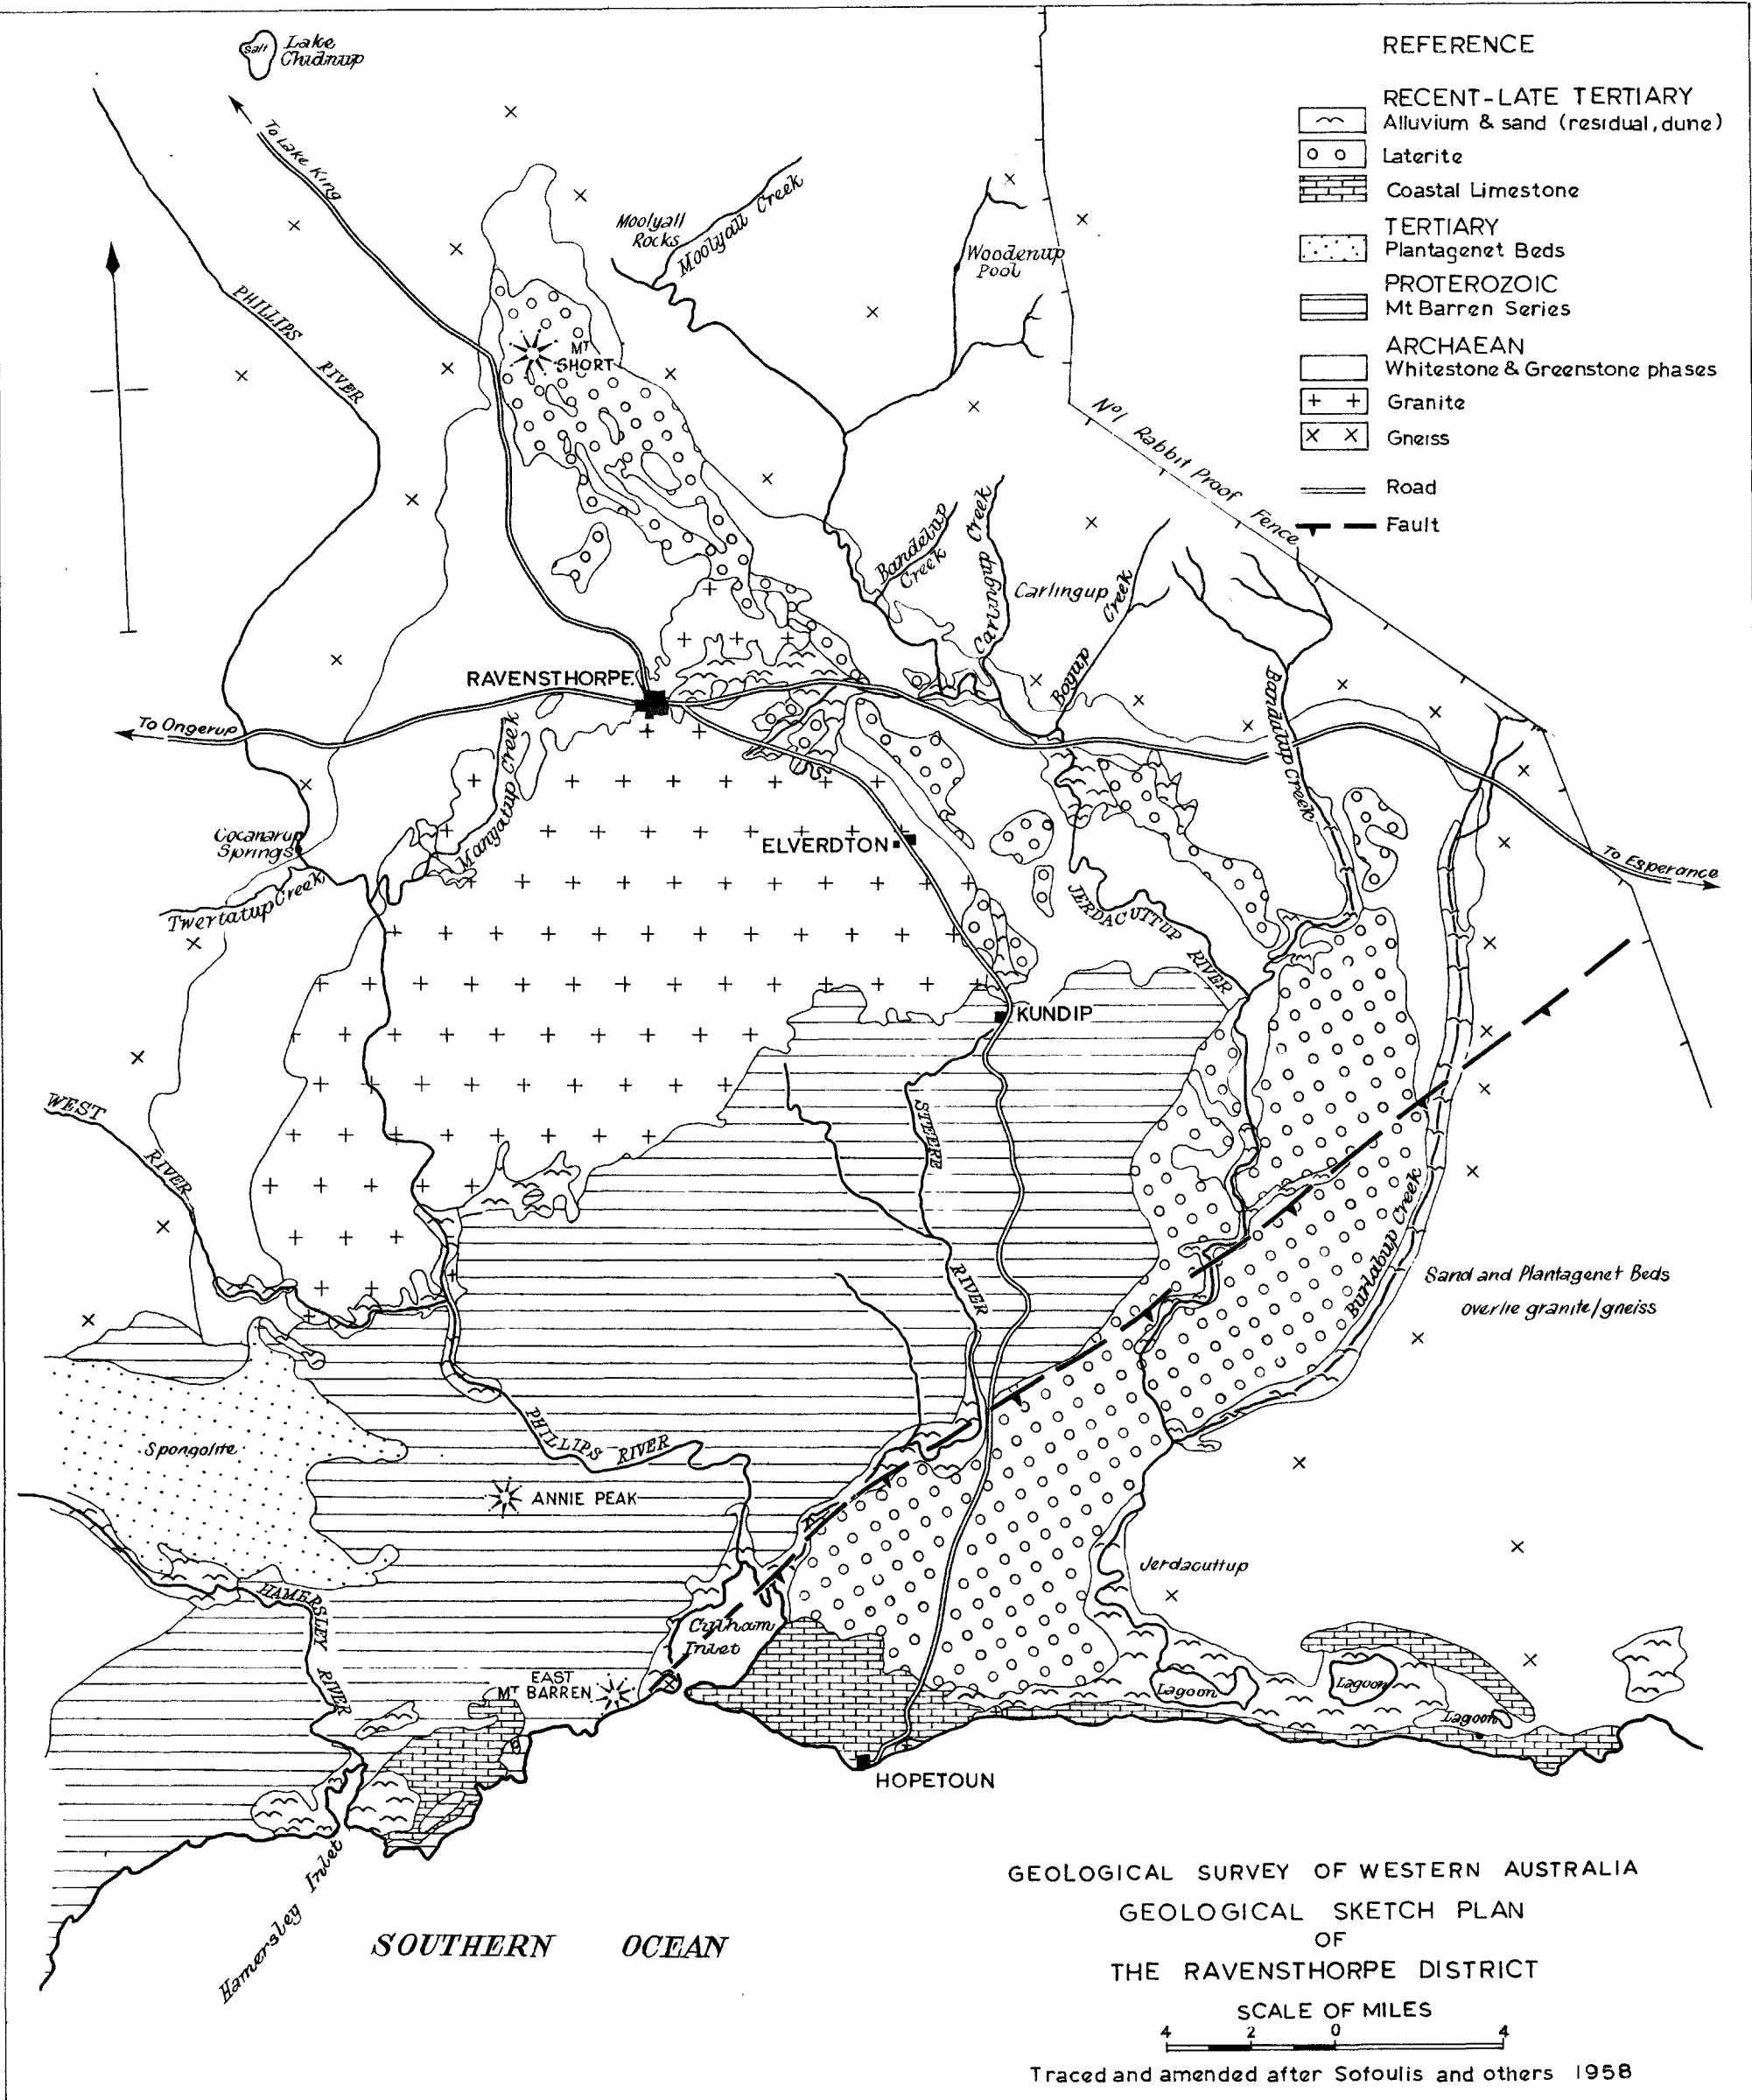 Salt
Lake
Chidnup
To Lake King
PHILLIPS
RIVER
Moolyall
Rocks
Moolyall Creek
Woodenup
Pool
REFERENCE
RECENT-LATE TERTIARY
Alluvium & sand (residual, dune)
Laterite
Coastal Limestone
TERTIARY
Plantagenet Beds
PROTEROZOIC
Mt Barren Series
ARCHAEAN
Whitestone & Greenstone phases
Granite
Gneiss
Road
Fault
MT
SHORT
No1 Rabbit Proof Fence
Bandelup
Creek
Carlingup
Creek
Bayup
RAVENSTHORPE
To Ongerup
Manyatup Creek
Bandalup Creek
Cocanarup
Springs
Twertatup Creek
ELVERDTON
To Esperance
JERDACUTTUP
RIVER
KUNDIP
WEST
RIVER
STEERE
RIVER
Burlabup Creek
Sand and Plantagenet Beds
overlie granite/gneiss
Spongolite
PHILLIPS RIVER
ANNIE PEAK
Jerdacuttup
HAMERSLEY
RIVER
Culham
Inlet
EAST
MT BARREN
Lagoon
Lagoon
Lagoon
HOPETOUN
Hamersley Inlet
SOUTHERN OCEAN
GEOLOGICAL SURVEY OF WESTERN AUSTRALIA
GEOLOGICAL SKETCH PLAN
OF
THE RAVENSTHORPE DISTRICT
SCALE OF MILES
4 2 0 4
Traced and amended after Sofoulis and others 1958